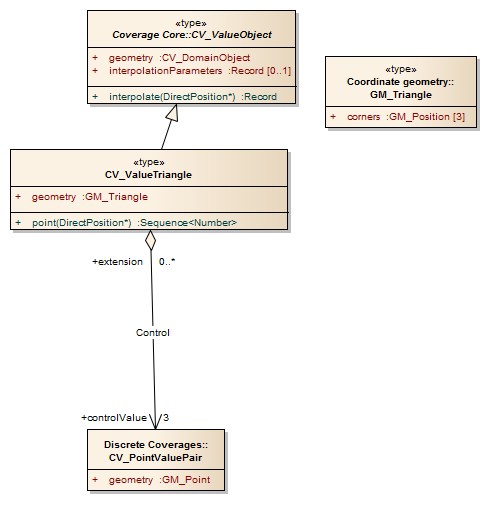 «type»
Coverage Core::CV_ValueObject
+ geometry :CV_DomainObject
+ interpolationParameters :Record [0..1]
+ interpolate(DirectPosition*) :Record
«type»
Coordinate geometry::
GM_Triangle
+ corners :GM_Position [3]
«type»
CV_ValueTriangle
+ geometry :GM_Triangle
+ point(DirectPosition*) :Sequence<Number>
+extension 0..*
Control
+controlValue 3
Discrete Coverages::
CV_PointValuePair
+ geometry :GM_Point